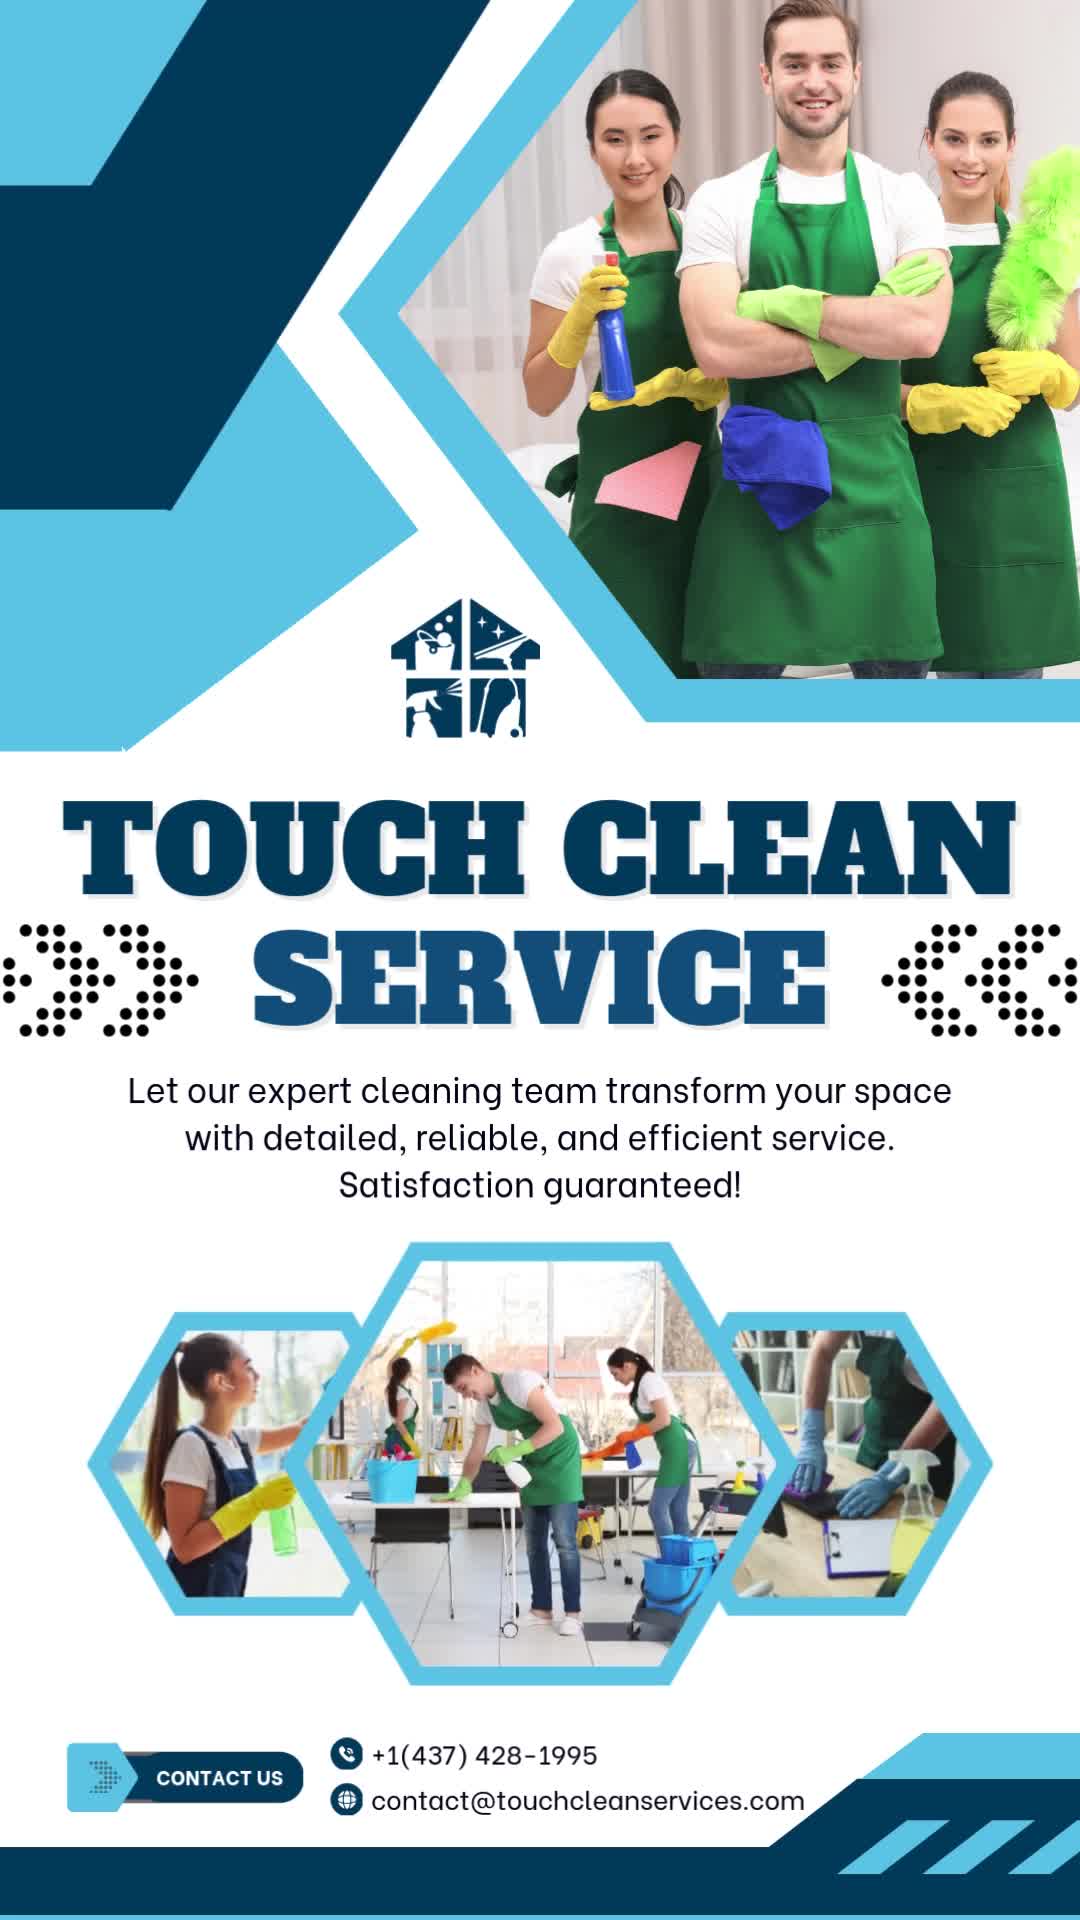 TOUCH CLEAN
SERVICE
Let our expert cleaning team transform your space
with detailed, reliable, and efficient service.
Satisfaction guaranteed!
CONTACT US
+1(437) 428-1995
contact@touchcleanservices.com